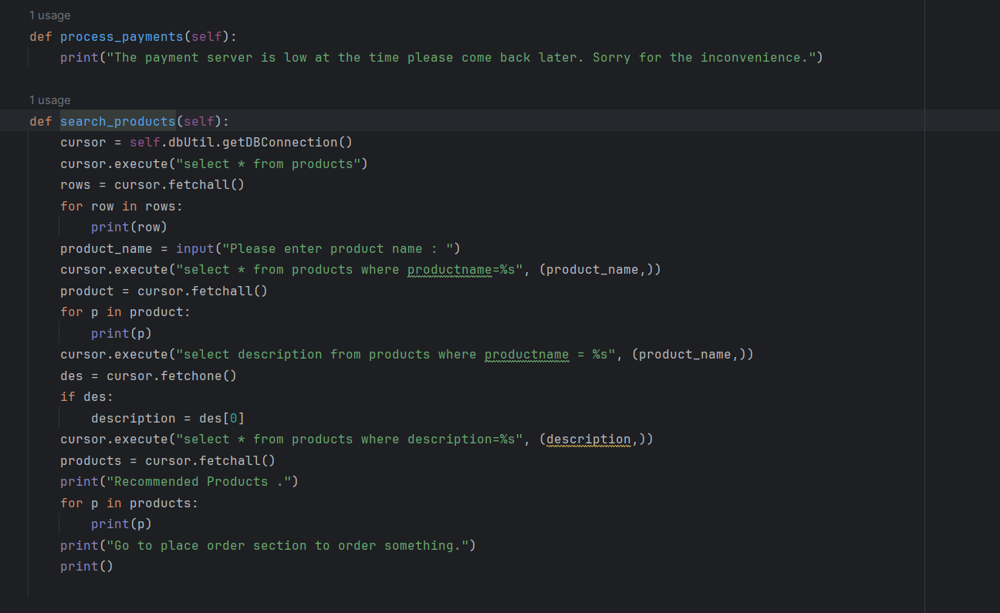 1 usage
def process_payments(self):
    print("The payment server is low at the time please come back later. Sorry for the inconvenience.")
1 usage
def search_products(self):
    cursor = self.dbUtil.getDBConnection()
    cursor.execute("select * from products")
    rows = cursor.fetchall()
    for row in rows:
        print(row)
    product_name = input("Please enter product name : ")
    cursor.execute("select * from products where productname=%s", (product_name,))
    product = cursor.fetchall()
    for p in product:
        print(p)
    cursor.execute("select description from products where productname = %s", (product_name,))
    des = cursor.fetchone()
    if des:
        description = des[0]
    cursor.execute("select * from products where description=%s", (description,))
    products = cursor.fetchall()
    print("Recommended Products .")
    for p in products:
        print(p)
    print("Go to place order section to order something.")
    print()